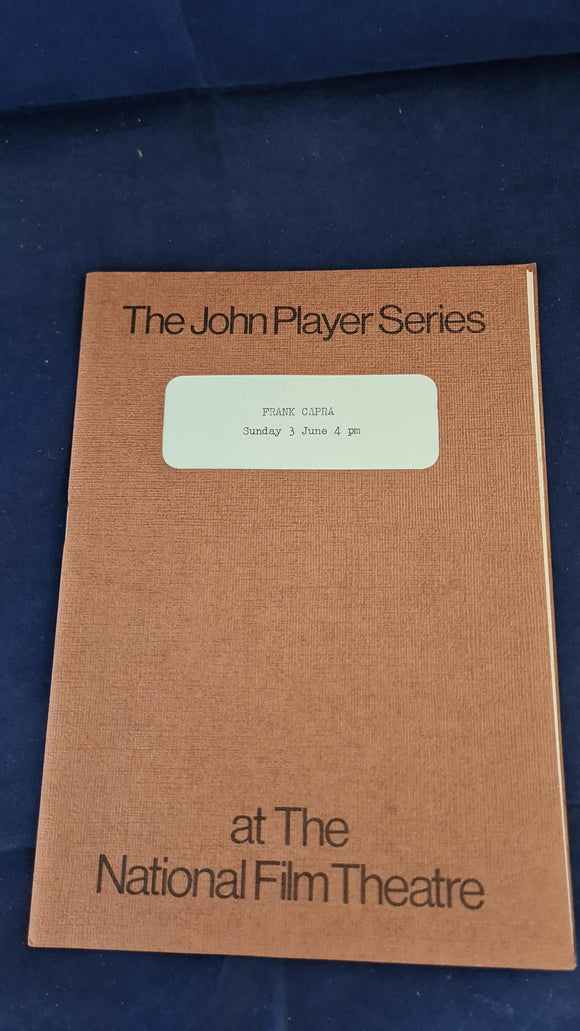 The John Player Series
FRANK CAPRA
Sunday 3 June 4 pm
at The
National Film Theatre